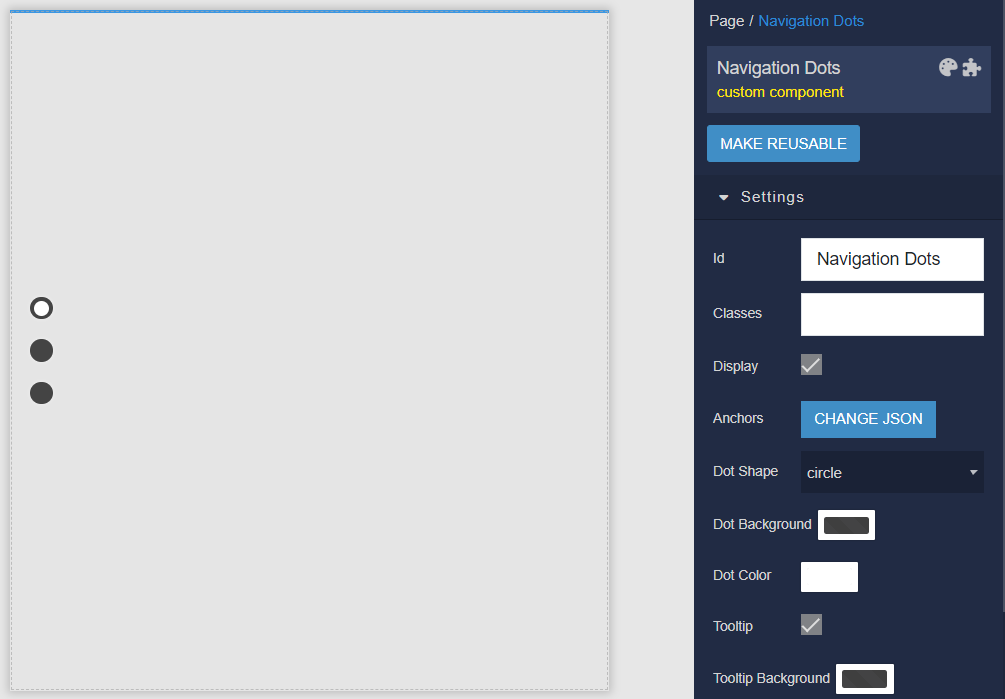 Page / Navigation Dots
Navigation Dots
custom component
MAKE REUSABLE
Settings
Id Navigation Dots
Classes
Display
Anchors CHANGE JSON
Dot Shape circle
Dot Background
Dot Color
Tooltip
Tooltip Background